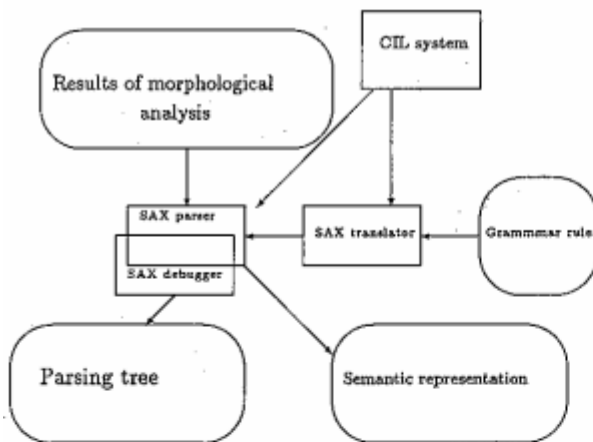 CIL system
Results of morphological
analysis
SAX parser
SAX translator
Grammmar rule
SAX debugger
Parsing tree
Semantic representation